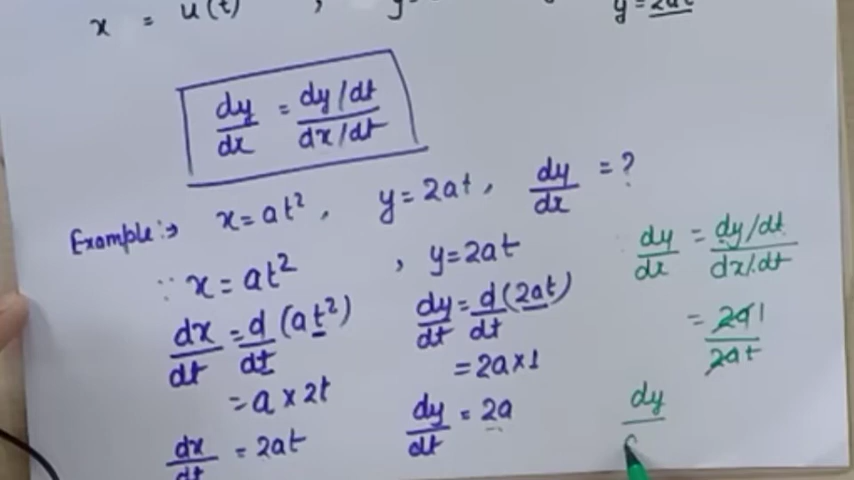 x = u(t) , y
y = 2at
dy/dx = (dy/dt)/(dx/dt)
Example:→ x = at², y = 2at, dy/dx = ?
∵ x = at² , y = 2at
dx/dt = d/dt (at²)
= a × 2t
dx/dt = 2at
dy/dt = d/dt (2at)
= 2a × 1
dy/dt = 2a
dy/dx = (dy/dt)/(dx/dt)
= 2a 1/2at
dy